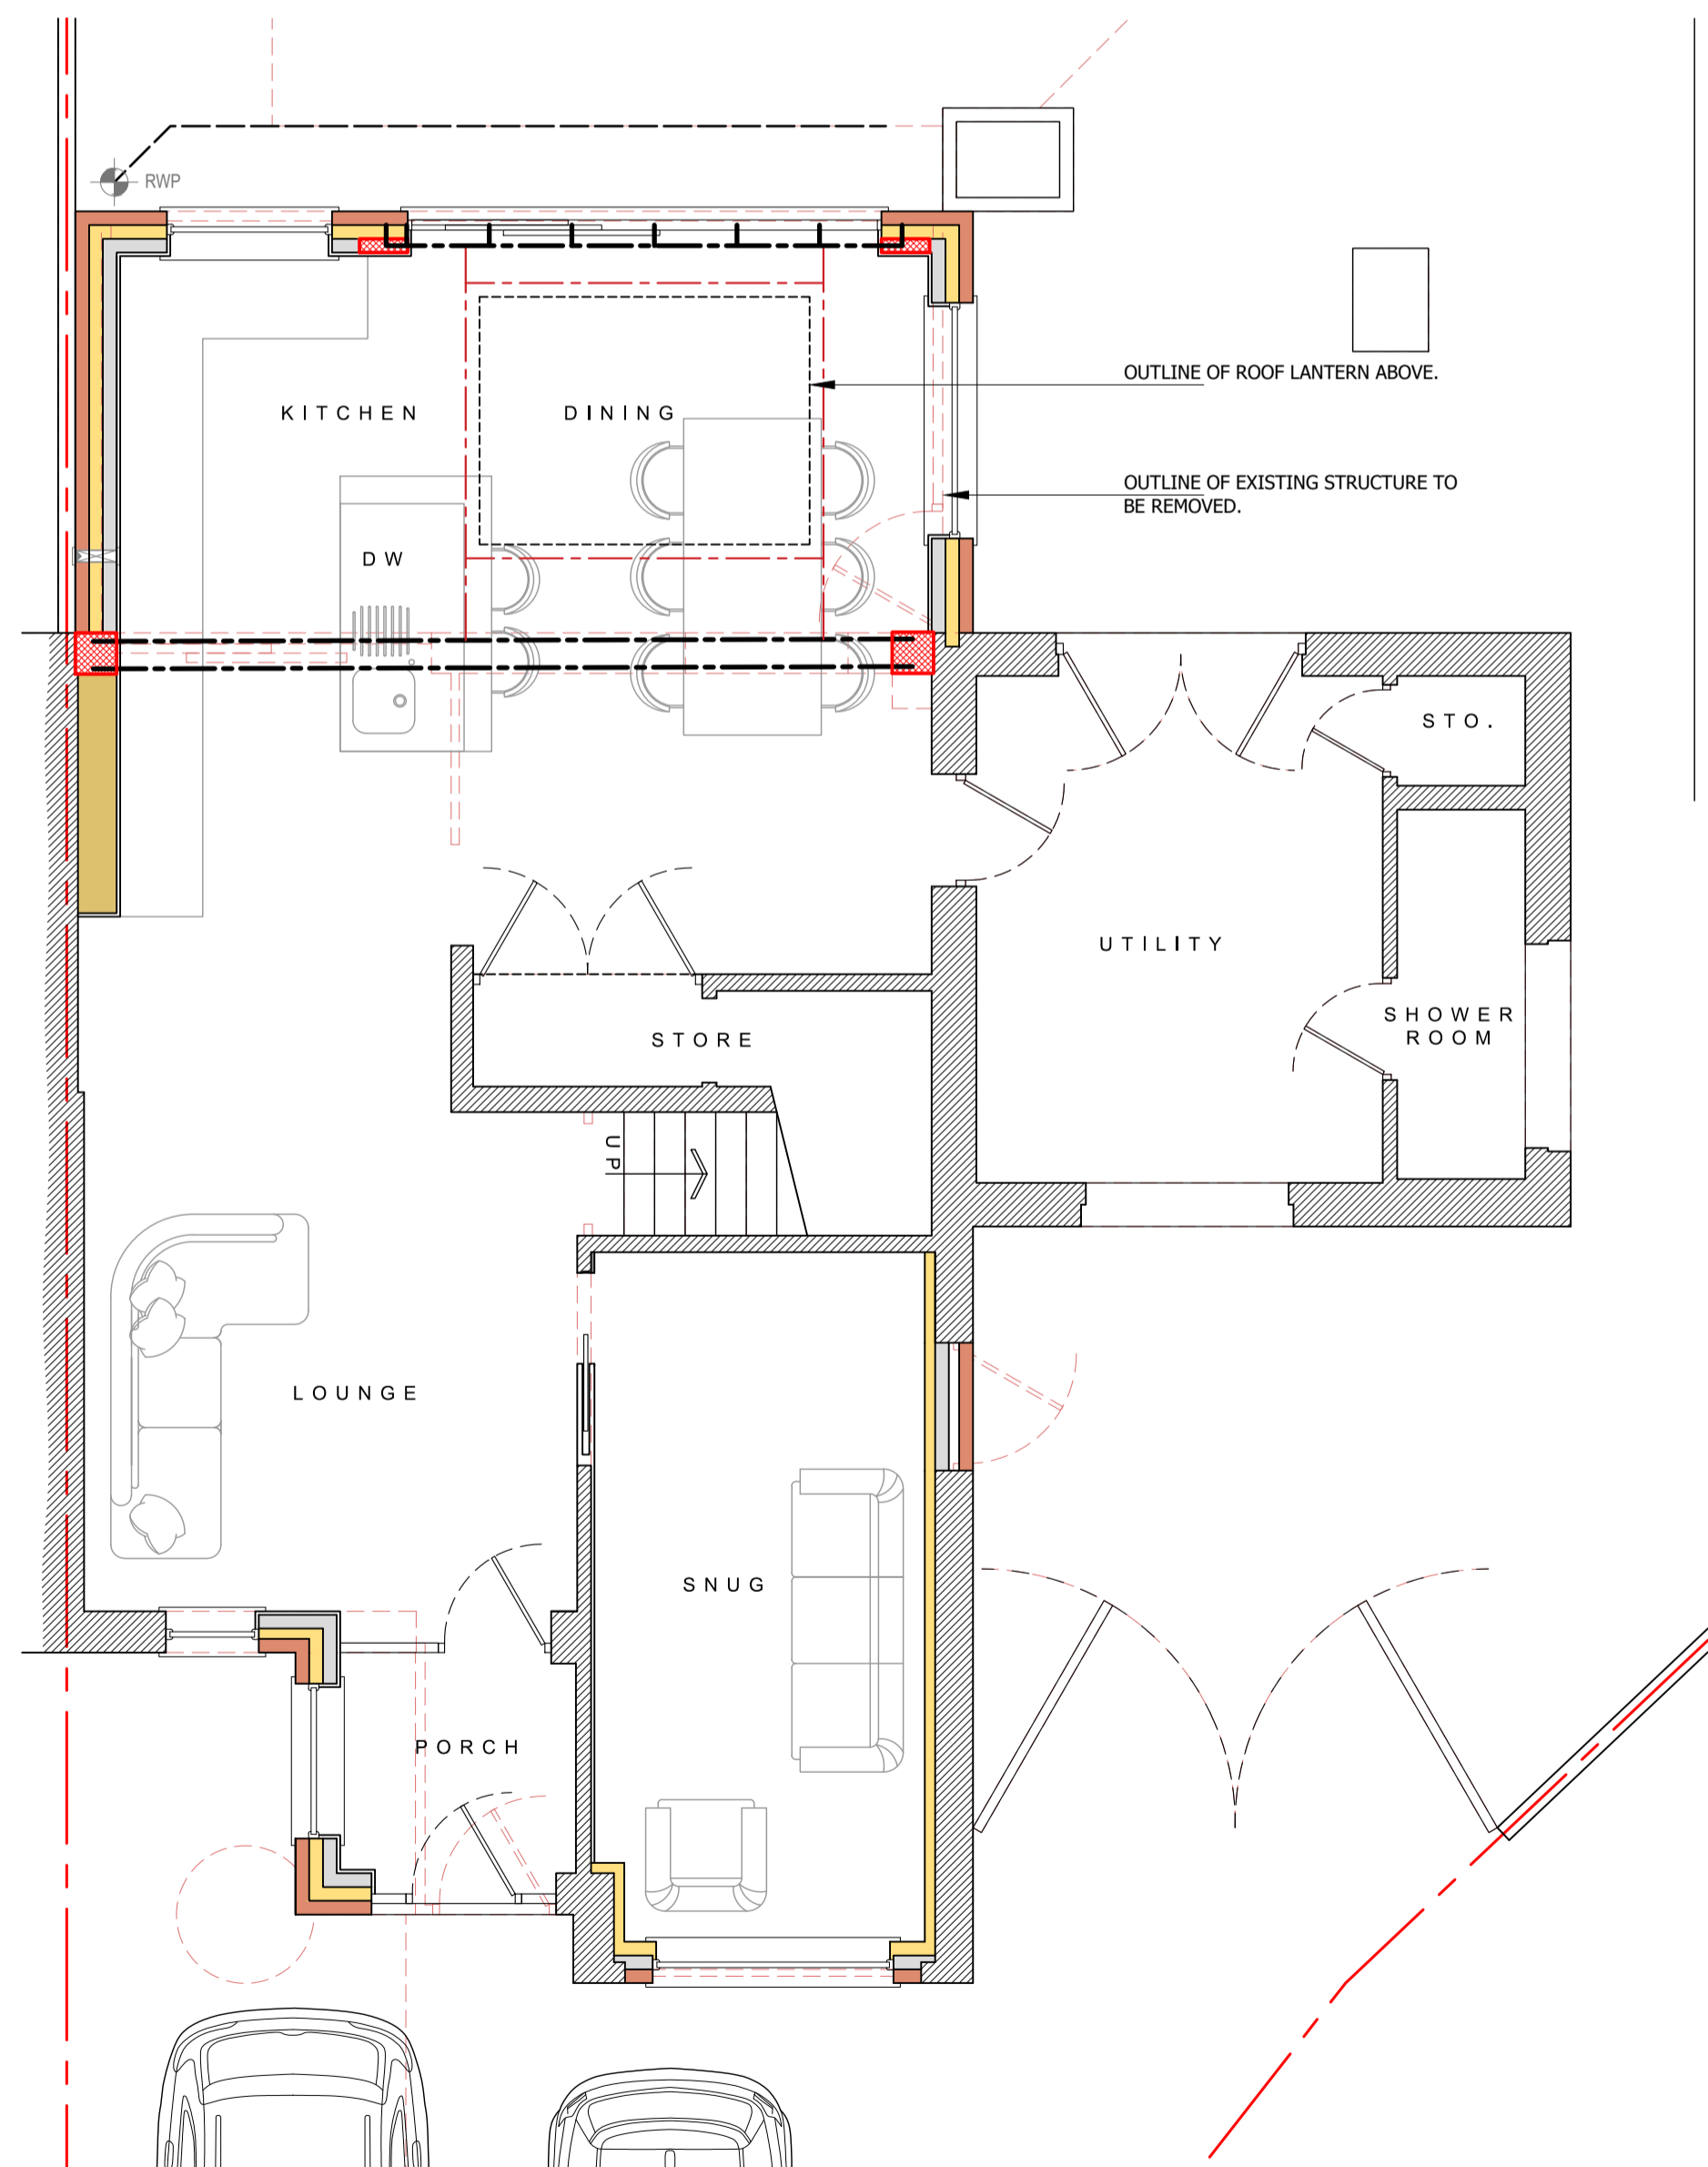 RWP
OUTLINE OF ROOF LANTERN ABOVE.
KITCHEN
DINING
OUTLINE OF EXISTING STRUCTURE TO
BE REMOVED.
DW
STO.
UTILITY
SHOWER
ROOM
STORE
UP
LOUNGE
SNUG
PORCH